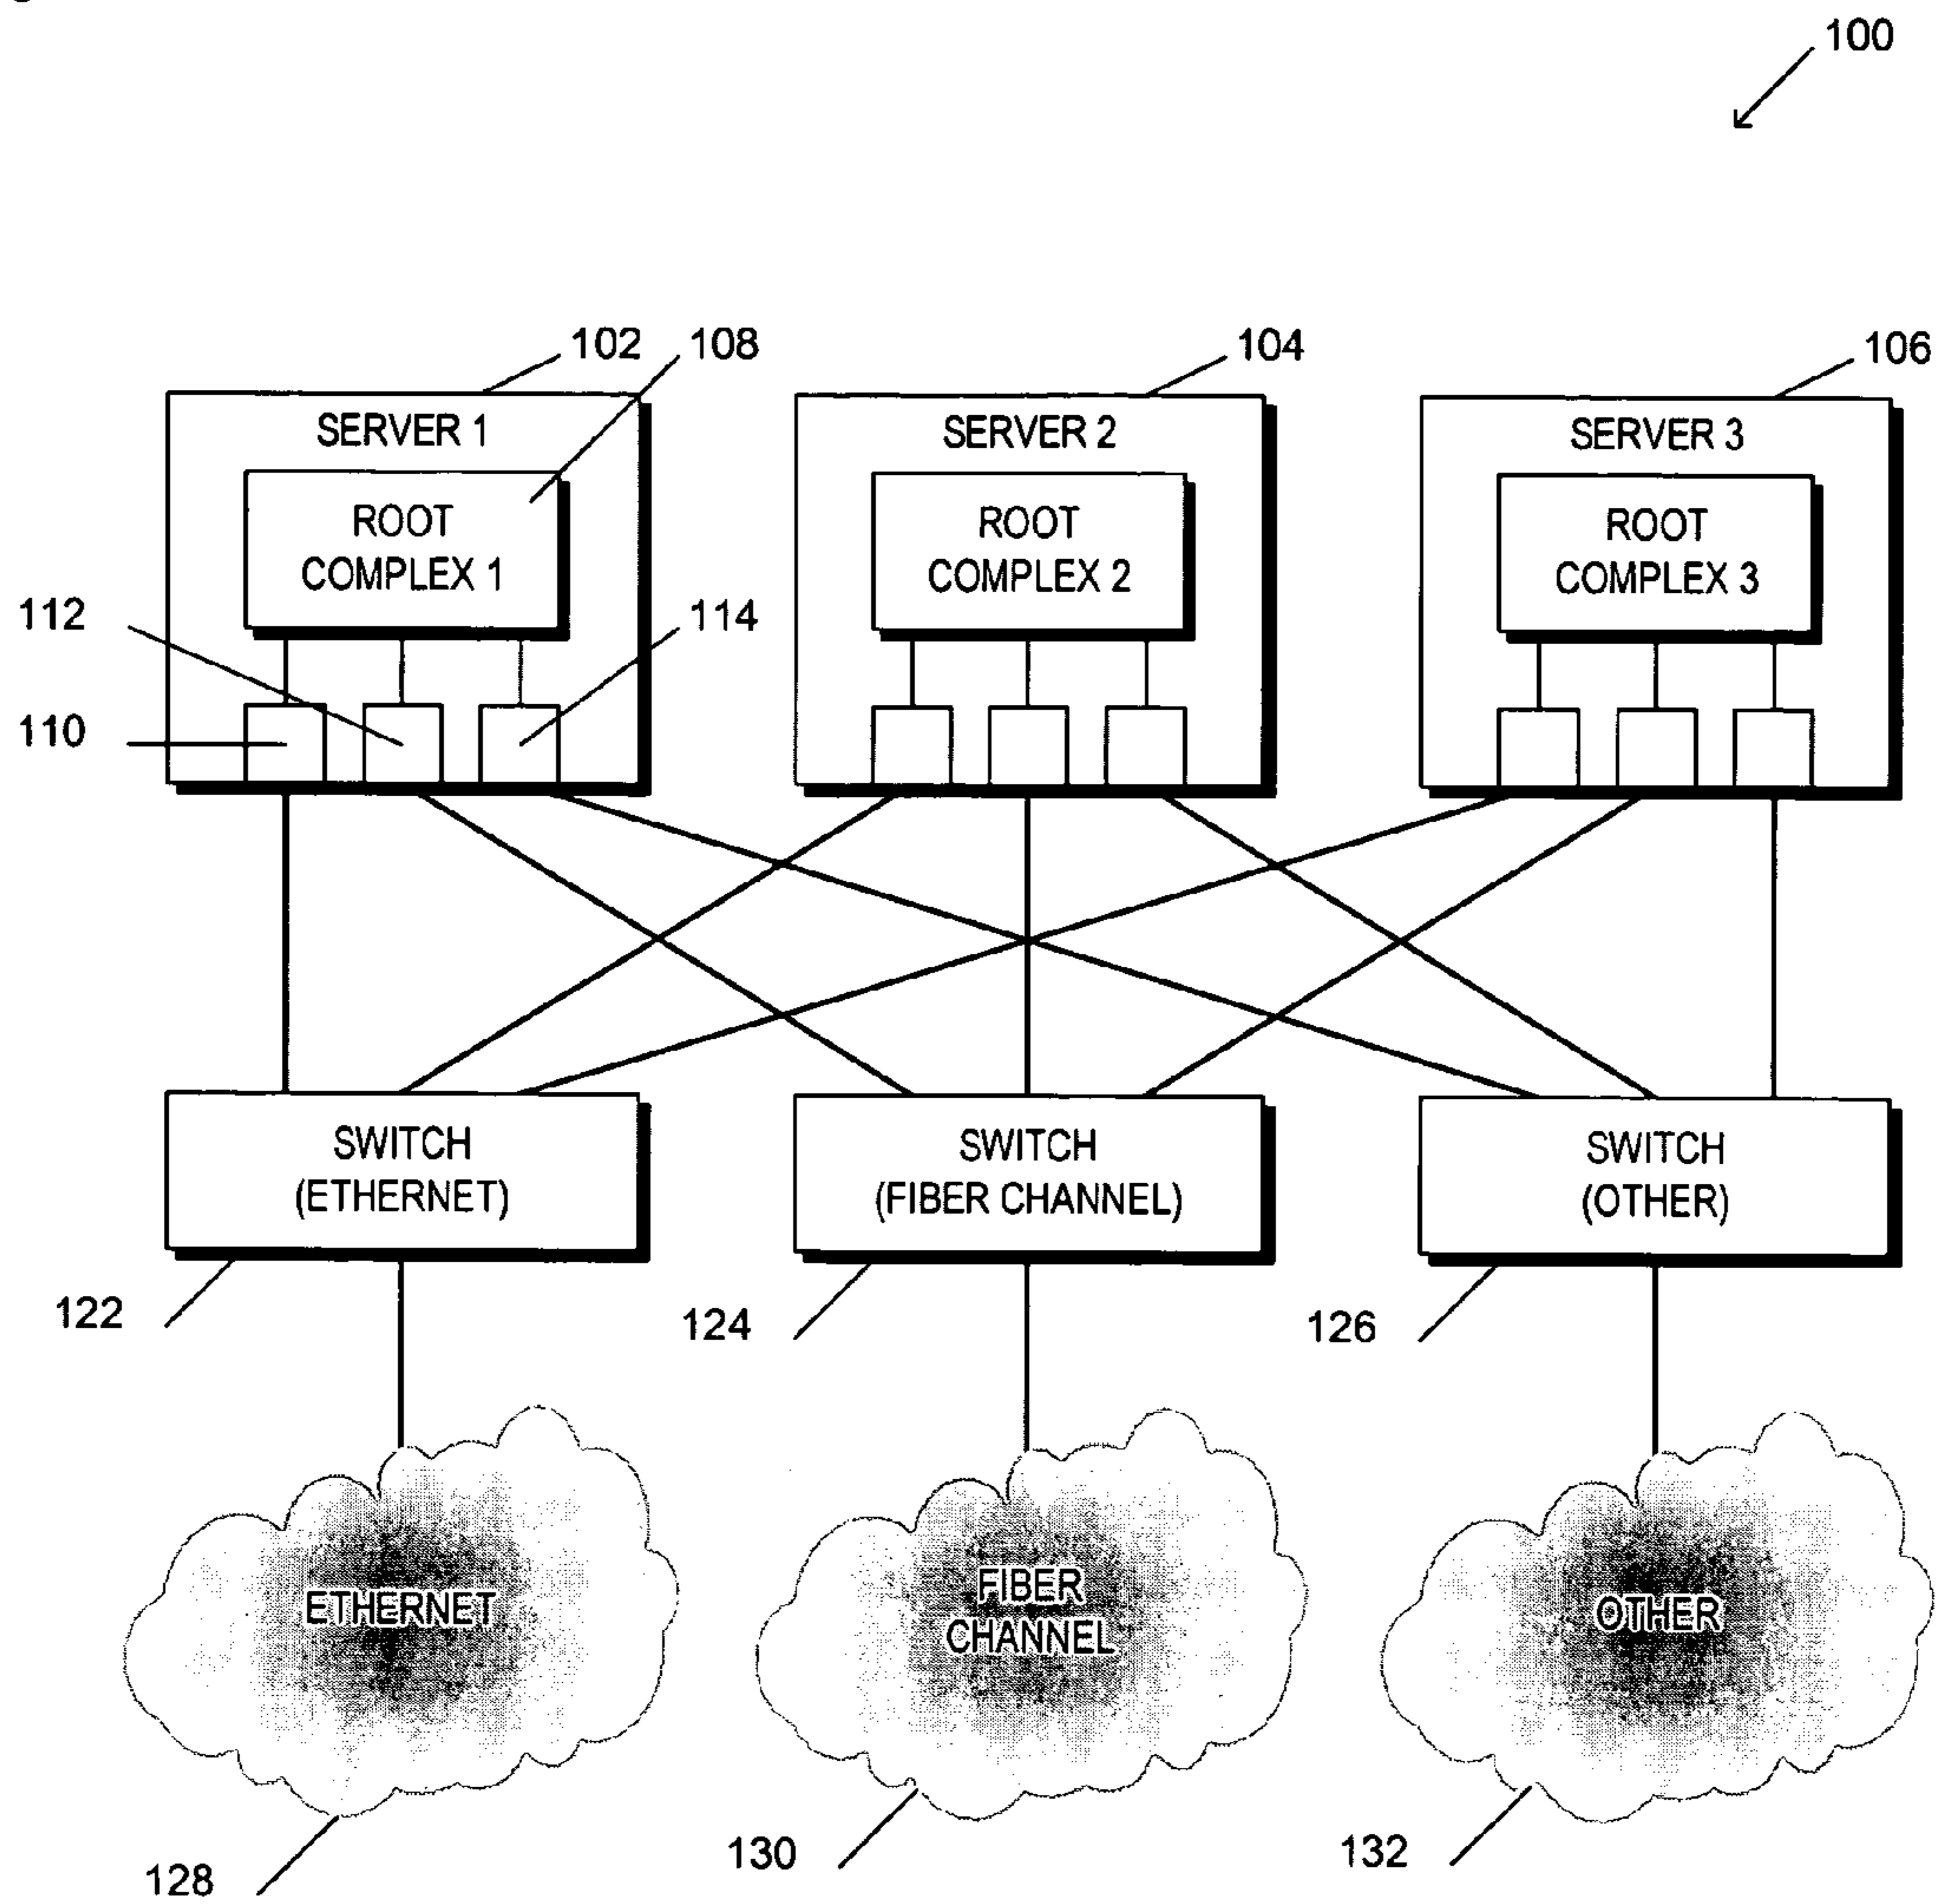 100
102
108
104
106
SERVER 1
SERVER 2
SERVER 3
ROOT
COMPLEX 1
ROOT
COMPLEX 2
ROOT
COMPLEX 3
112
114
110
SWITCH
(ETHERNET)
SWITCH
(FIBER CHANNEL)
SWITCH
(OTHER)
122
124
126
ETHERNET
FIBER
CHANNEL
OTHER
128
130
132